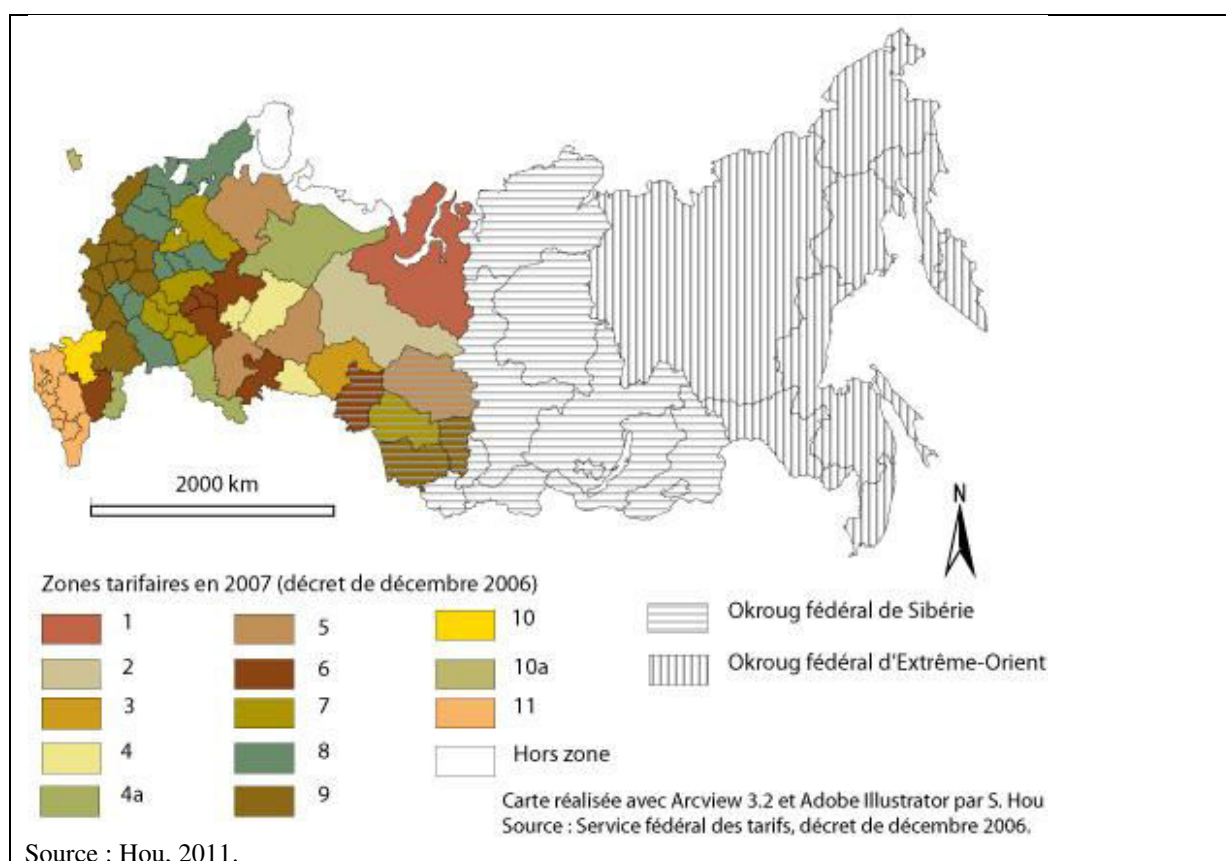 2000 km
N
Zones tarifaires en 2007 (décret de décembre 2006)
1
2
3
4
4a
5
6
7
8
9
10
10a
11
Hors zone
Okroug fédéral de Sibérie
Okroug fédéral d'Extrême-Orient
Carte réalisée avec Arcview 3.2 et Adobe Illustrator par S. Hou
Source : Service fédéral des tarifs, décret de décembre 2006.
Source : Hou, 2011.